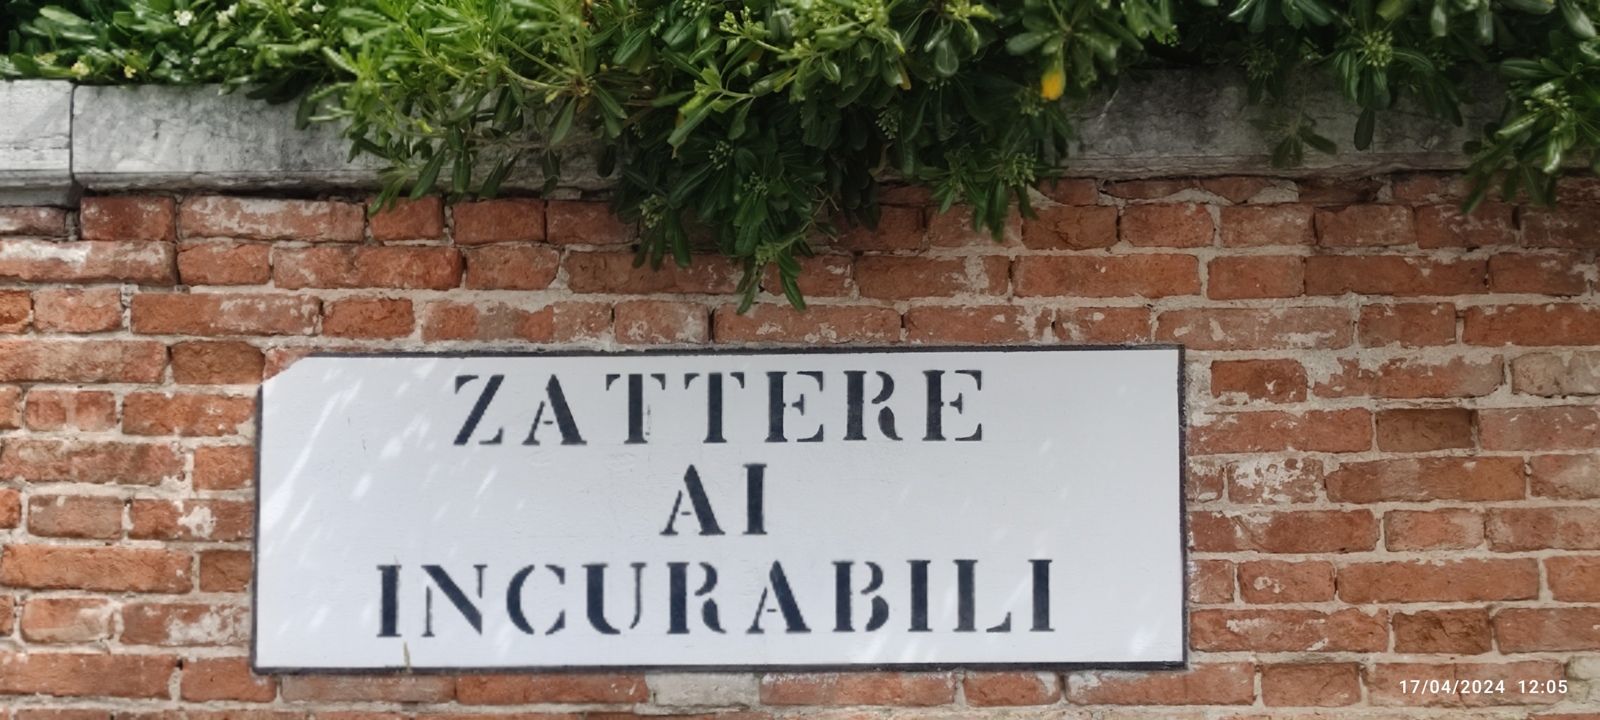 ZATTERE
AI
INCURABILI
17/04/2024 12:05